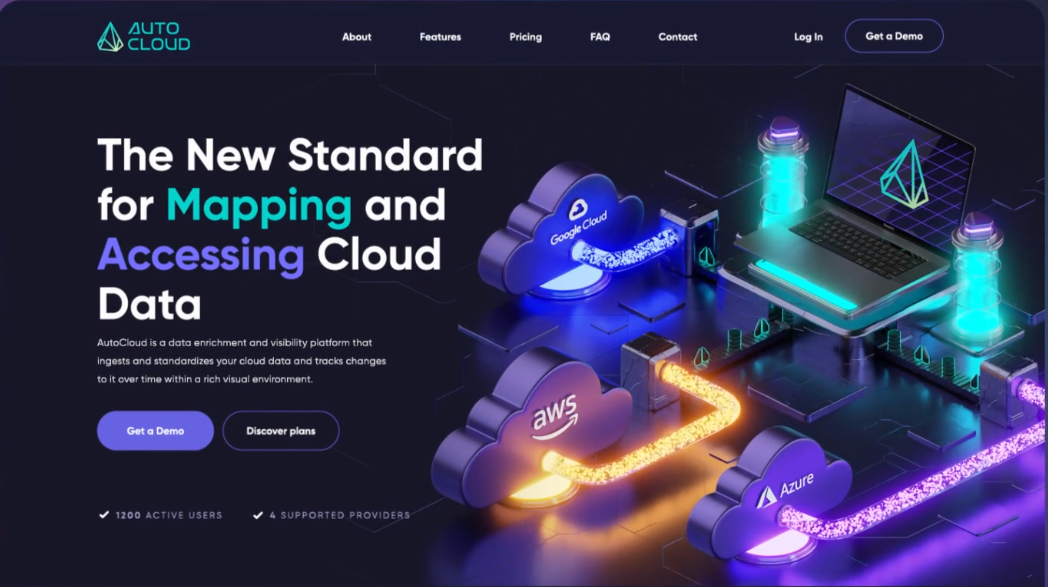 AUTO
CLOUD
About
Features
Pricing
FAQ
Contact
Log In
Get a Demo
The New Standard
for Mapping and
Accessing Cloud
Data
AutoCloud is a data enrichment and visibility platform that
ingests and standardizes your cloud data and tracks changes
to it over time within a rich visual environment.
Get a Demo
Discover plans
1200 ACTIVE USERS
4 SUPPORTED PROVIDERS
Google Cloud
aws
Azure